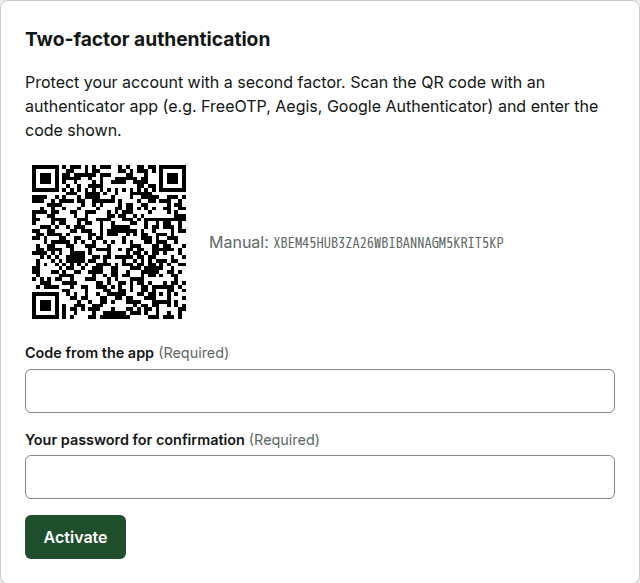 Two-factor authentication
Protect your account with a second factor. Scan the QR code with an
authenticator app (e.g. FreeOTP, Aegis, Google Authenticator) and enter the
code shown.
Manual: XBEM45HUB3ZA26WBIBANNAGM5KRIT5KP
Code from the app (Required)
Your password for confirmation (Required)
Activate